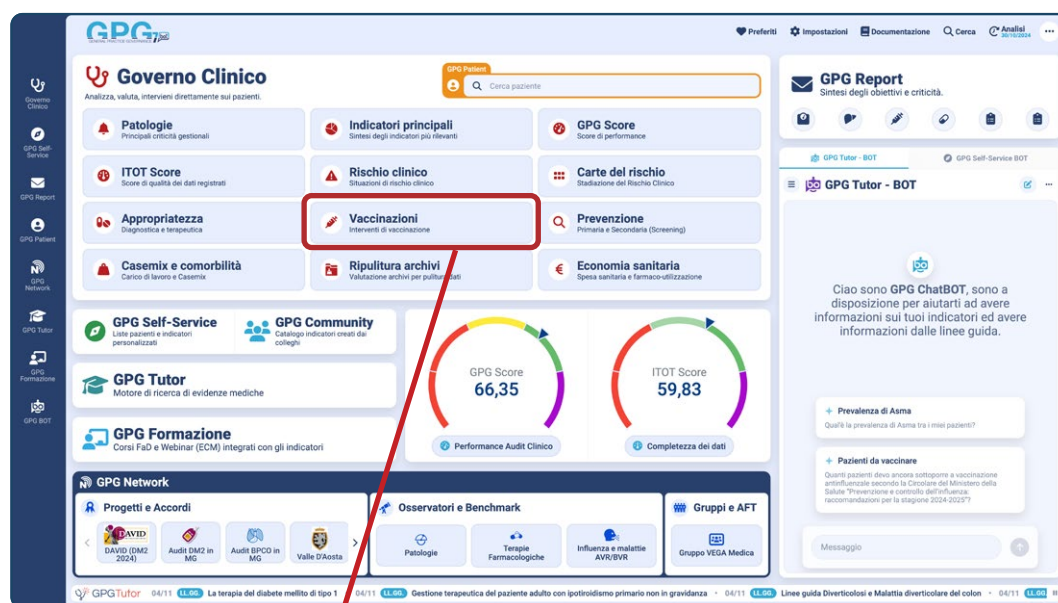 GPG
GENERAL PRACTICE GOVERNANCE
Preferiti
Impostazioni
Documentazione
Cerca
Analisi
30/10/2024
Governo
Clinico
GPG Self-
Service
GPG Report
GPG Patient
GPG
Network
GPG Tutor
GPG
Formazione
GPG BOT
Governo Clinico
Analizza, valuta, intervieni direttamente sui pazienti.
GPG Patient
Cerca paziente
Patologie
Principali criticità gestionali
Indicatori principali
Sintesi degli indicatori più rilevanti
GPG Score
Score di performance
ITOT Score
Score di qualità dei dati registrati
Rischio clinico
Situazioni di rischio clinico
Carte del rischio
Stadiazione del Rischio Clinico
Appropriatezza
Diagnostica e terapeutica
Vaccinazioni
Interventi di vaccinazione
Prevenzione
Primaria e Secondaria (Screening)
Casemix e comorbilità
Carico di lavoro e Casemix
Ripulitura archivi
Valutazione archivi per pulitura dati
Economia sanitaria
Spesa sanitaria e farmaco-utilizzazione
GPG Self-Service
Liste pazienti e indicatori
personalizzati
GPG Community
Catalogo indicatori creati dai
colleghi
GPG Tutor
Motore di ricerca di evidenze mediche
GPG Formazione
Corsi FaD e Webinar (ECM) integrati con gli indicatori
GPG Score
66,35
Performance Audit Clinico
ITOT Score
59,83
Completezza dei dati
GPG Network
Progetti e Accordi
DAVID
DAVID (DM2
2024)
Audit DM2 in
MG
Audit BPCO in
MG
Valle D'Aosta
Osservatori e Benchmark
Patologie
Terapie
Farmacologiche
Influenza e malattie
AVR/BVR
Gruppi e AFT
Gruppo VEGA Medica
GPG Report
Sintesi degli obiettivi e criticità.
GPG Tutor - BOT
GPG Self-Service BOT
GPG Tutor - BOT
Ciao sono GPG ChatBOT, sono a
disposizione per aiutarti ad avere
informazioni sui tuoi indicatori ed avere
informazioni dalle linee guida.
+ Prevalenza di Asma
Qual'è la prevalenza di Asma tra i miei pazienti?
+ Pazienti da vaccinare
Quanti pazienti devo ancora sottoporre a vaccinazione
antinfluenzale secondo la Circolare del Ministero della
Salute "Prevenzione e controllo dell'influenza:
raccomandazioni per la stagione 2024-2025"?
Messaggio
GPGTutor 04/11 LL.GG. La terapia del diabete mellito di tipo 1 • 04/11 LL.GG. Gestione terapeutica del paziente adulto con ipotiroidismo primario non in gravidanza • 04/11 LL.GG. Linee guida Diverticolosi e Malattia diverticolare del colon • 04/11 LL.GG.